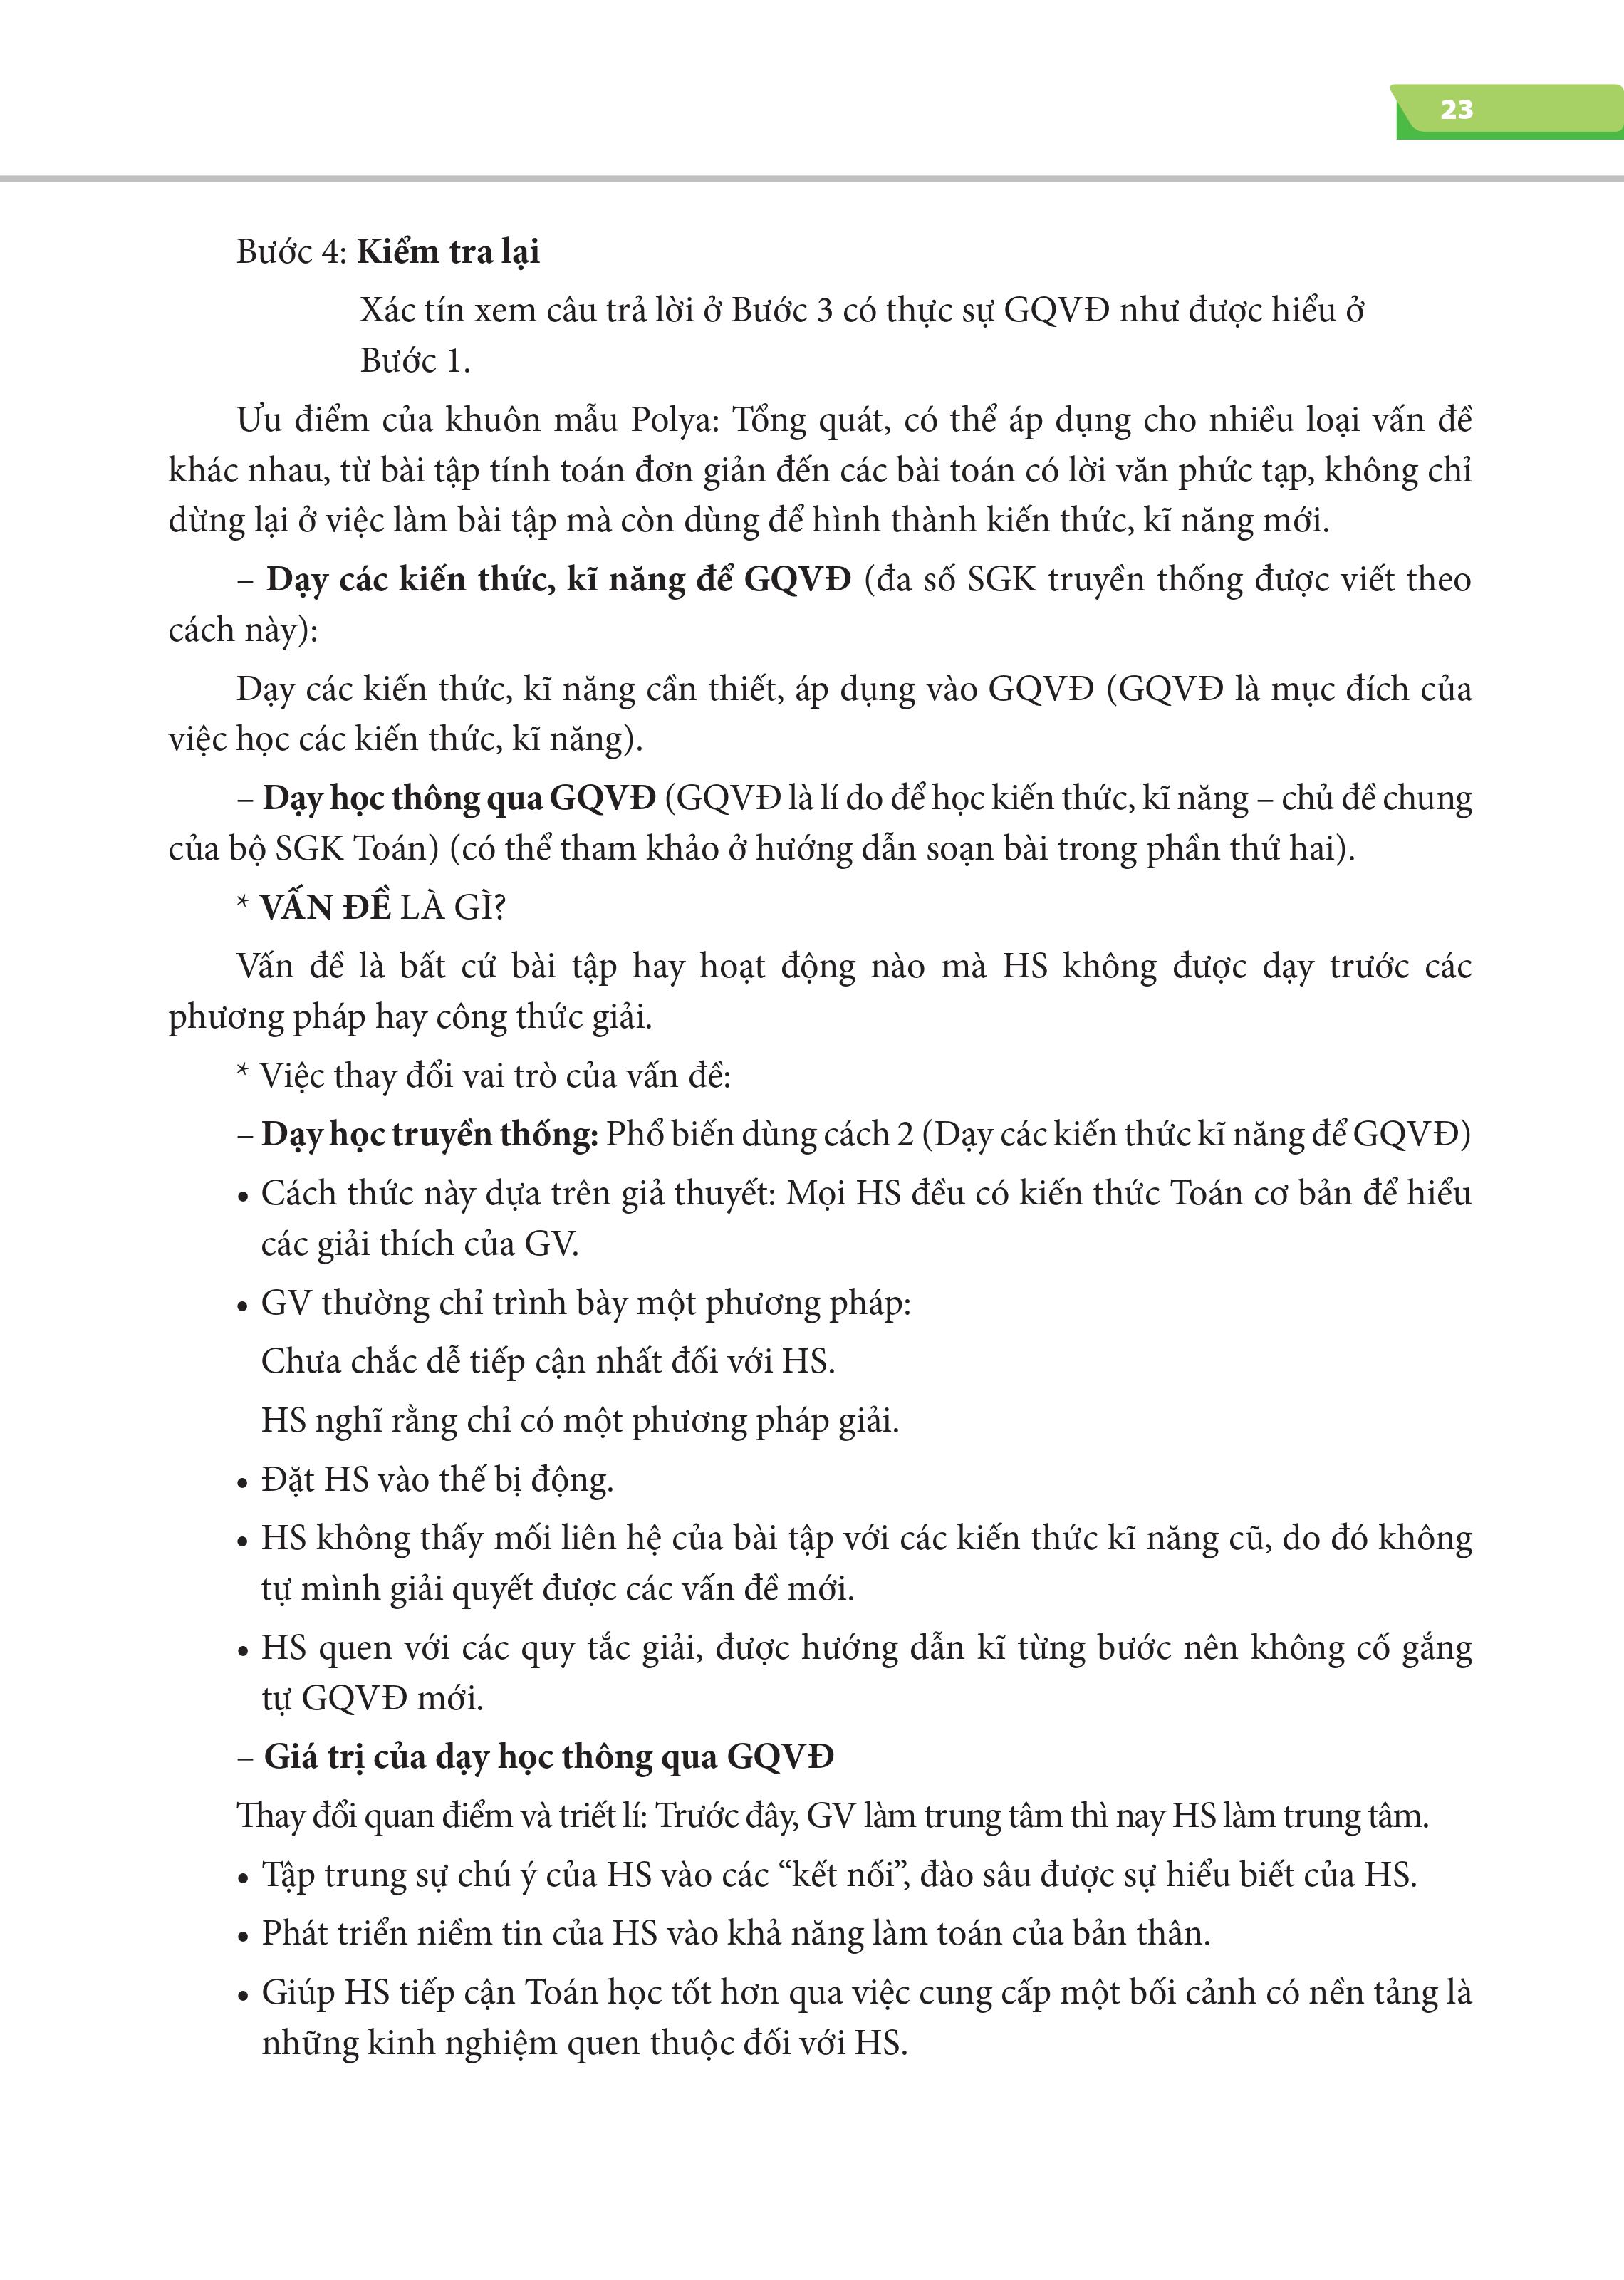 23
Bước 4: Kiểm tra lại
Xác tín xem câu trả lời ở Bước 3 có thực sự GQVĐ như được hiểu ở
Bước 1.
Ưu điểm của khuôn mẫu Polya: Tổng quát, có thể áp dụng cho nhiều loại vấn đề
khác nhau, từ bài tập tính toán đơn giản đến các bài toán có lời văn phức tạp, không chỉ
dừng lại ở việc làm bài tập mà còn dùng để hình thành kiến thức, kĩ năng mới.
– Dạy các kiến thức, kĩ năng để GQVĐ (đa số SGK truyền thống được viết theo
cách này):
Dạy các kiến thức, kĩ năng cần thiết, áp dụng vào GQVĐ (GQVĐ là mục đích của
việc học các kiến thức, kĩ năng).
– Dạy học thông qua GQVĐ (GQVĐ là lí do để học kiến thức, kĩ năng – chủ đề chung
của bộ SGK Toán) (có thể tham khảo ở hướng dẫn soạn bài trong phần thứ hai).
* VẤN ĐỀ LÀ GÌ?
Vấn đề là bất cứ bài tập hay hoạt động nào mà HS không được dạy trước các
phương pháp hay công thức giải.
* Việc thay đổi vai trò của vấn đề:
– Dạy học truyền thống: Phổ biến dùng cách 2 (Dạy các kiến thức kĩ năng để GQVĐ)
• Cách thức này dựa trên giả thuyết: Mọi HS đều có kiến thức Toán cơ bản để hiểu
các giải thích của GV.
• GV thường chỉ trình bày một phương pháp:
Chưa chắc dễ tiếp cận nhất đối với HS.
HS nghĩ rằng chỉ có một phương pháp giải.
• Đặt HS vào thế bị động.
• HS không thấy mối liên hệ của bài tập với các kiến thức kĩ năng cũ, do đó không
tự mình giải quyết được các vấn đề mới.
• HS quen với các quy tắc giải, được hướng dẫn kĩ từng bước nên không cố gắng
tự GQVĐ mới.
– Giá trị của dạy học thông qua GQVĐ
Thay đổi quan điểm và triết lí: Trước đây, GV làm trung tâm thì nay HS làm trung tâm.
• Tập trung sự chú ý của HS vào các “kết nối”, đào sâu được sự hiểu biết của HS.
• Phát triển niềm tin của HS vào khả năng làm toán của bản thân.
• Giúp HS tiếp cận Toán học tốt hơn qua việc cung cấp một bối cảnh có nền tảng là
những kinh nghiệm quen thuộc đối với HS.